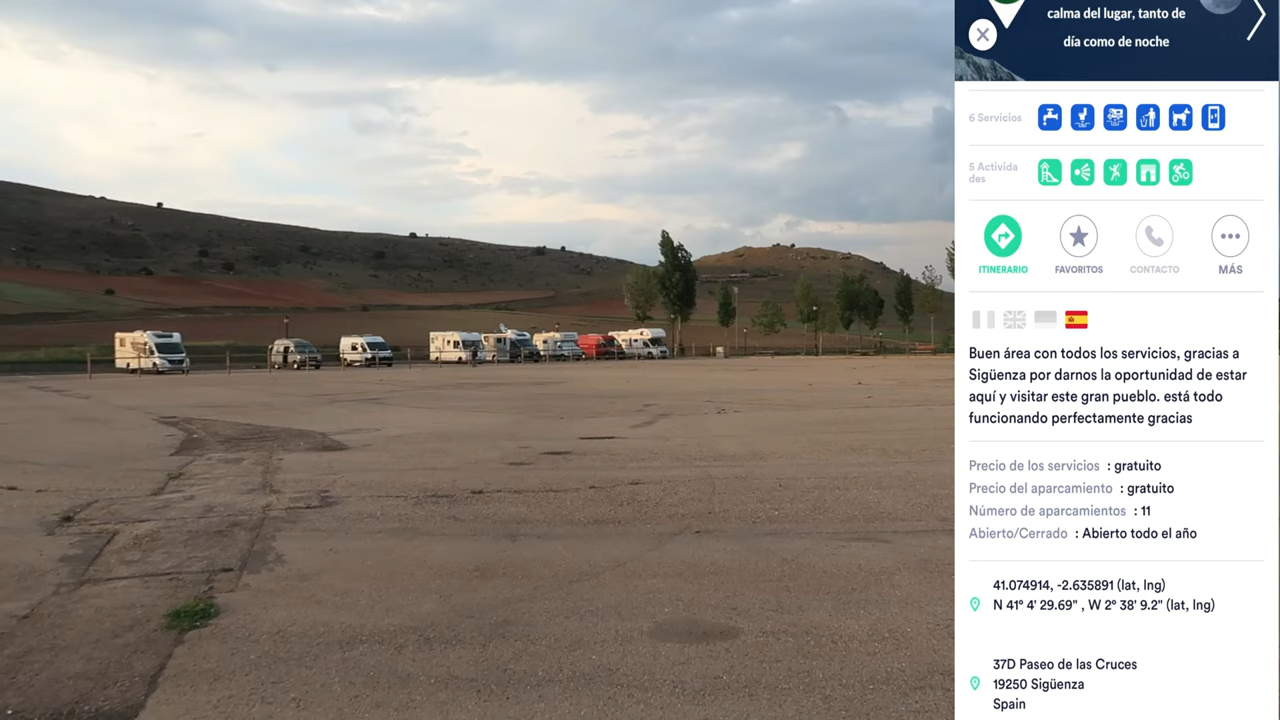 calma del lugar, tanto de
día como de noche
6 Servicios
5 Activida
des
ITINERARIO
FAVORITOS
CONTACTO
MÁS
Buen área con todos los servicios, gracias a
Sigüenza por darnos la oportunidad de estar
aquí y visitar este gran pueblo. está todo
funcionando perfectamente gracias
Precio de los servicios : gratuito
Precio del aparcamiento : gratuito
Número de aparcamientos : 11
Abierto/Cerrado : Abierto todo el año
41.074914, -2.635891 (lat, lng)
N 41° 4' 29.69" , W 2° 38' 9.2" (lat, lng)
37D Paseo de las Cruces
19250 Sigüenza
Spain